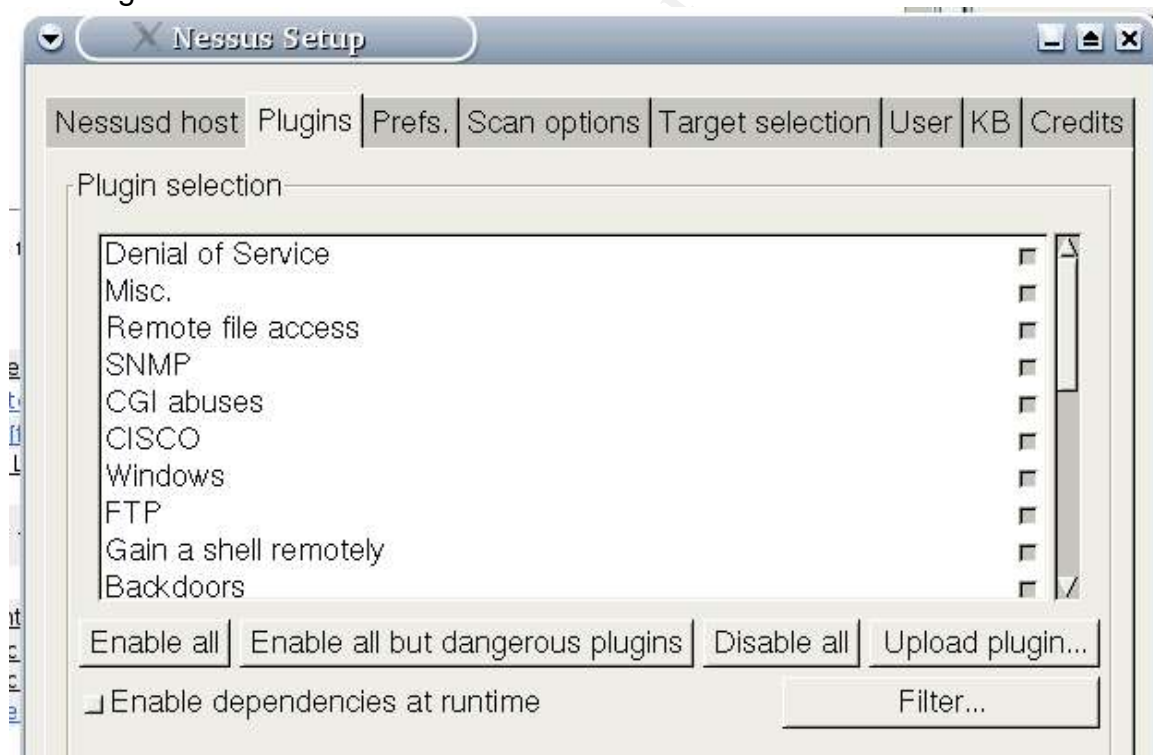 Nessus Setup
Nessusd host Plugins Prefs. Scan options Target selection User KB Credits
Plugin selection
Denial of Service
Misc.
Remote file access
SNMP
CGI abuses
CISCO
Windows
FTP
Gain a shell remotely
Backdoors
Enable all Enable all but dangerous plugins Disable all Upload plugin...
Enable dependencies at runtime Filter...